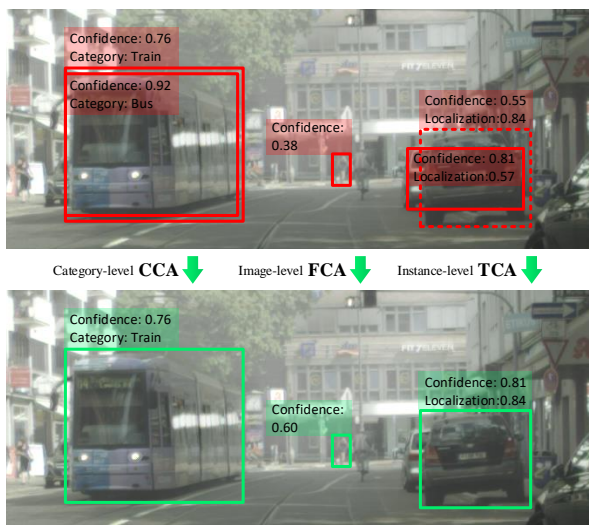 Confidence: 0.76
Category: Train
Confidence: 0.92
Category: Bus
Confidence:
0.38
Confidence: 0.55
Localization:0.84
Confidence: 0.81
Localization:0.57
Category-level CCA
Image-level FCA
Instance-level TCA
Confidence: 0.76
Category: Train
Confidence:
0.60
Confidence: 0.81
Localization:0.84